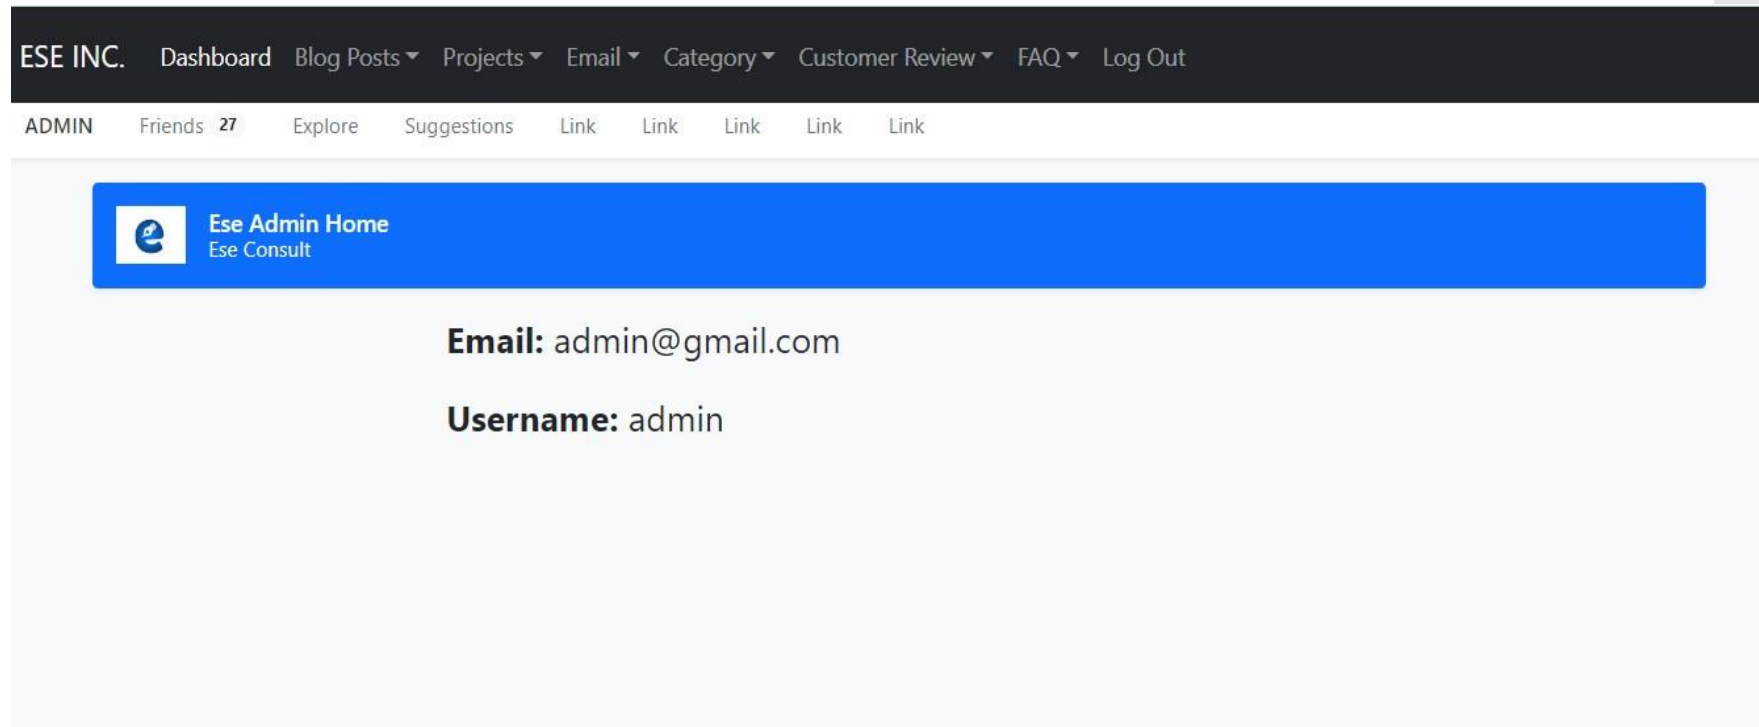 ESE INC. Dashboard Blog Posts Projects Email Category Customer Review FAQ Log Out
ADMIN Friends 27 Explore Suggestions Link Link Link Link Link
Ese Admin Home
Ese Consult
Email: admin@gmail.com
Username: admin